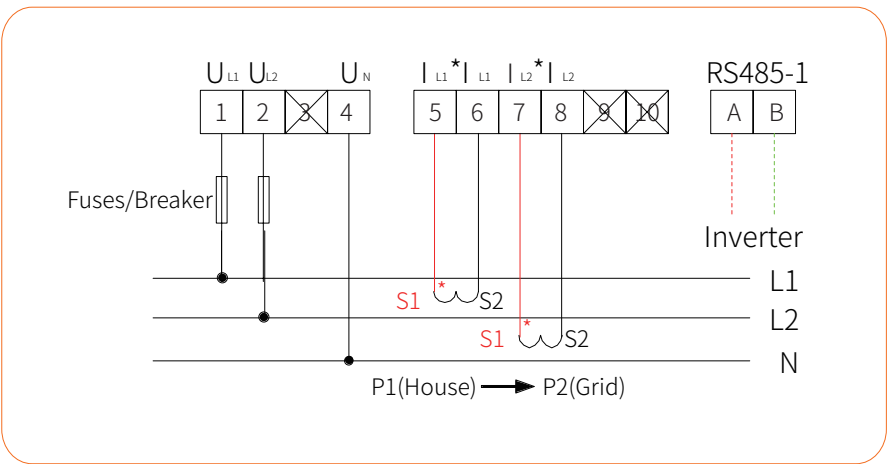 U L1 U L2 U N I L1 * I L1 I L2 * I L2 RS485-1
1 2 3 4 5 6 7 8 9 10 A B
Fuses/Breaker
Inverter
L1
S1 * S2
L2
S1 * S2
N
P1(House) P2(Grid)